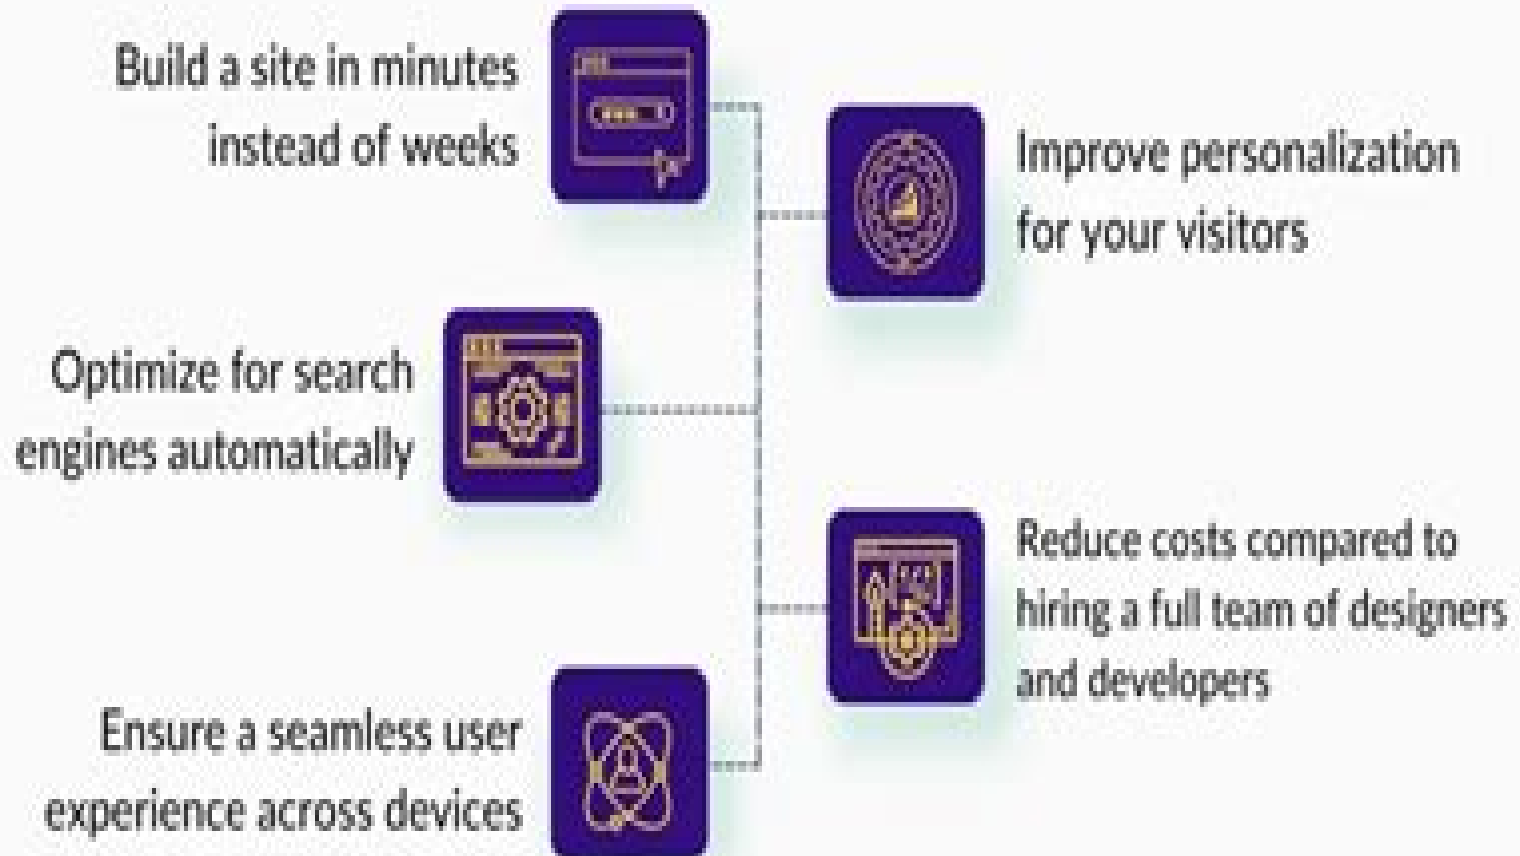 Build a site in minutes
instead of weeks
Improve personalization
for your visitors
Optimize for search
engines automatically
Reduce costs compared to
hiring a full team of designers
and developers
Ensure a seamless user
experience across devices